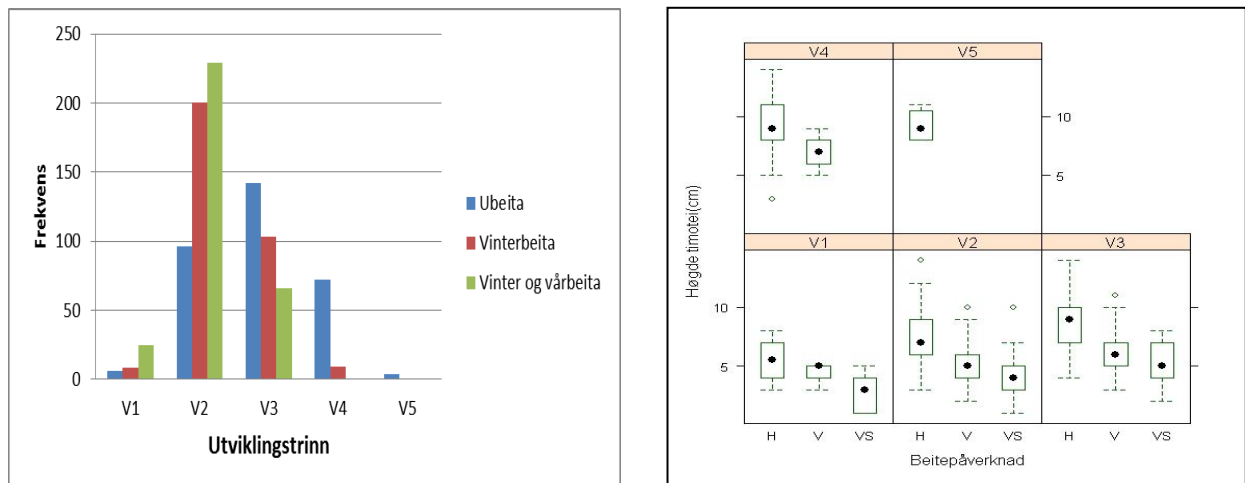 250
200
150
100
50
0
Frekvens
V1 V2 V3 V4 V5
Utviklingstrinn
Ubeita
Vinterbeita
Vinter og vårbeita
V4 V5
10
5
Høgde timotei(cm)
V1 V2 V3
10
5
H V VS H V VS H V VS
Beitepåverknad